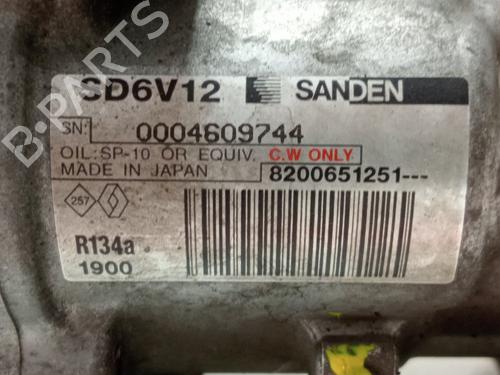 B-PARTS
SD6V12 SANDEN
SN: 0004609744
OIL: SP-10 OR EQUIV. C.W ONLY
MADE IN JAPAN 8200651251---
257
R134a
1900